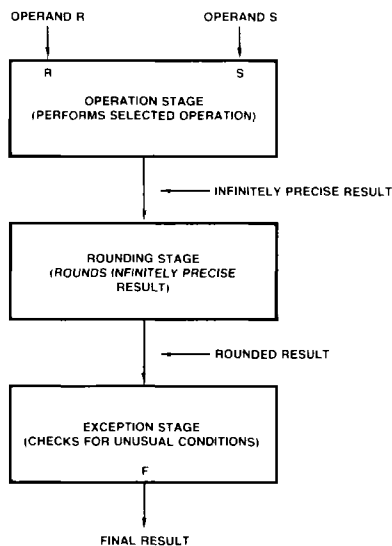 OPERAND R
OPERAND S
R
S
OPERATION STAGE
(PERFORMS SELECTED OPERATION)
INFINITELY PRECISE RESULT
ROUNDING STAGE
(ROUNDS INFINITELY PRECISE
RESULT)
ROUNDED RESULT
EXCEPTION STAGE
(CHECKS FOR UNUSUAL CONDITIONS)
F
FINAL RESULT